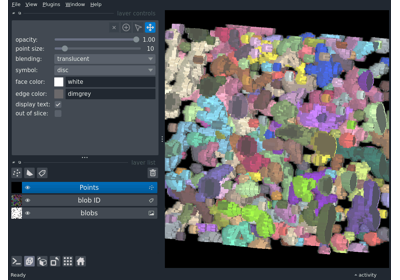 File View Plugins Window Help
layer controls
opacity: 1.00
point size: 10
blending: translucent
symbol: disc
face color: white
edge color: dimgrey
display text:
out of slice:
layer list
Points
blob ID
blobs
Ready
activity